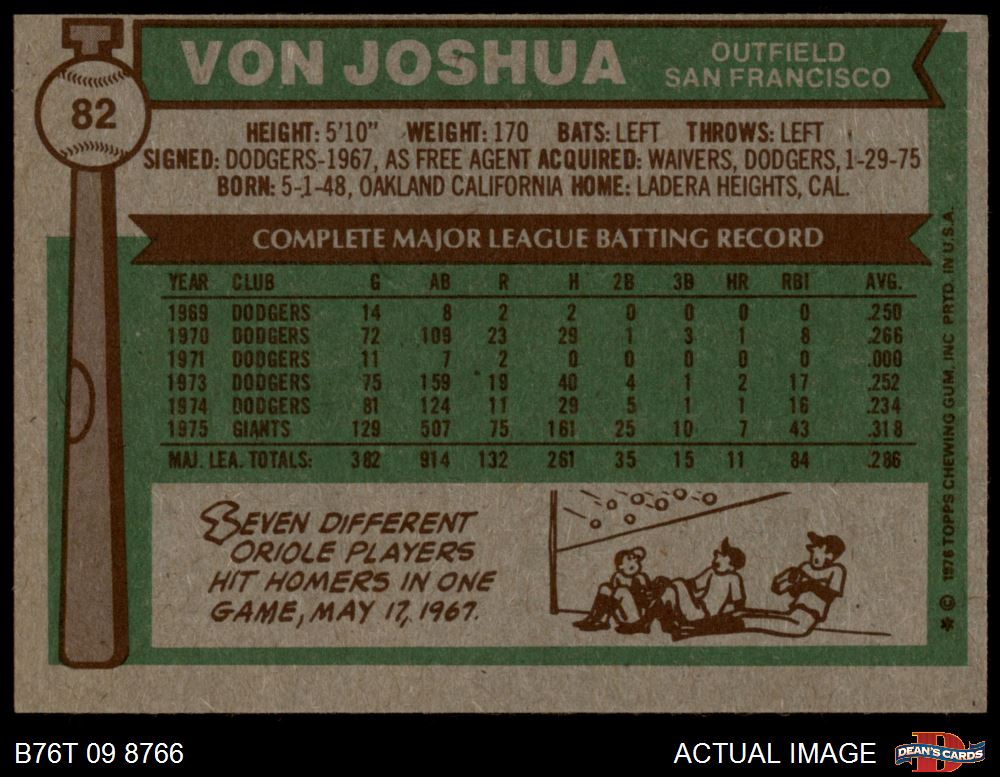 VON JOSHUA
OUTFIELD
SAN FRANCISCO
82
HEIGHT: 5'10" WEIGHT: 170 BATS: LEFT THROWS: LEFT
SIGNED: DODGERS-1967, AS FREE AGENT ACQUIRED: WAIVERS, DODGERS, 1-29-75
BORN: 5-1-48, OAKLAND CALIFORNIA HOME: LADERA HEIGHTS, CAL.
COMPLETE MAJOR LEAGUE BATTING RECORD
YEAR CLUB G AB R H 2B 3B HR RBI AVG.
1969 DODGERS 14 8 2 2 0 0 0 0 .250
1970 DODGERS 72 109 23 29 1 3 1 8 .266
1971 DODGERS 11 7 2 0 0 0 0 0 .000
1973 DODGERS 75 159 19 40 4 1 2 17 .252
1974 DODGERS 81 124 11 29 5 1 1 16 .234
1975 GIANTS 129 507 75 161 25 10 7 43 .318
MAJ. LEA. TOTALS: 382 914 132 261 35 15 11 84 .286
SEVEN DIFFERENT
ORIOLE PLAYERS
HIT HOMERS IN ONE
GAME, MAY 17, 1967.
* © 1976 TOPPS CHEWING GUM, INC PRTD. IN U.S.A.
B76T 09 8766
ACTUAL IMAGE
D
DEAN'S CARDS